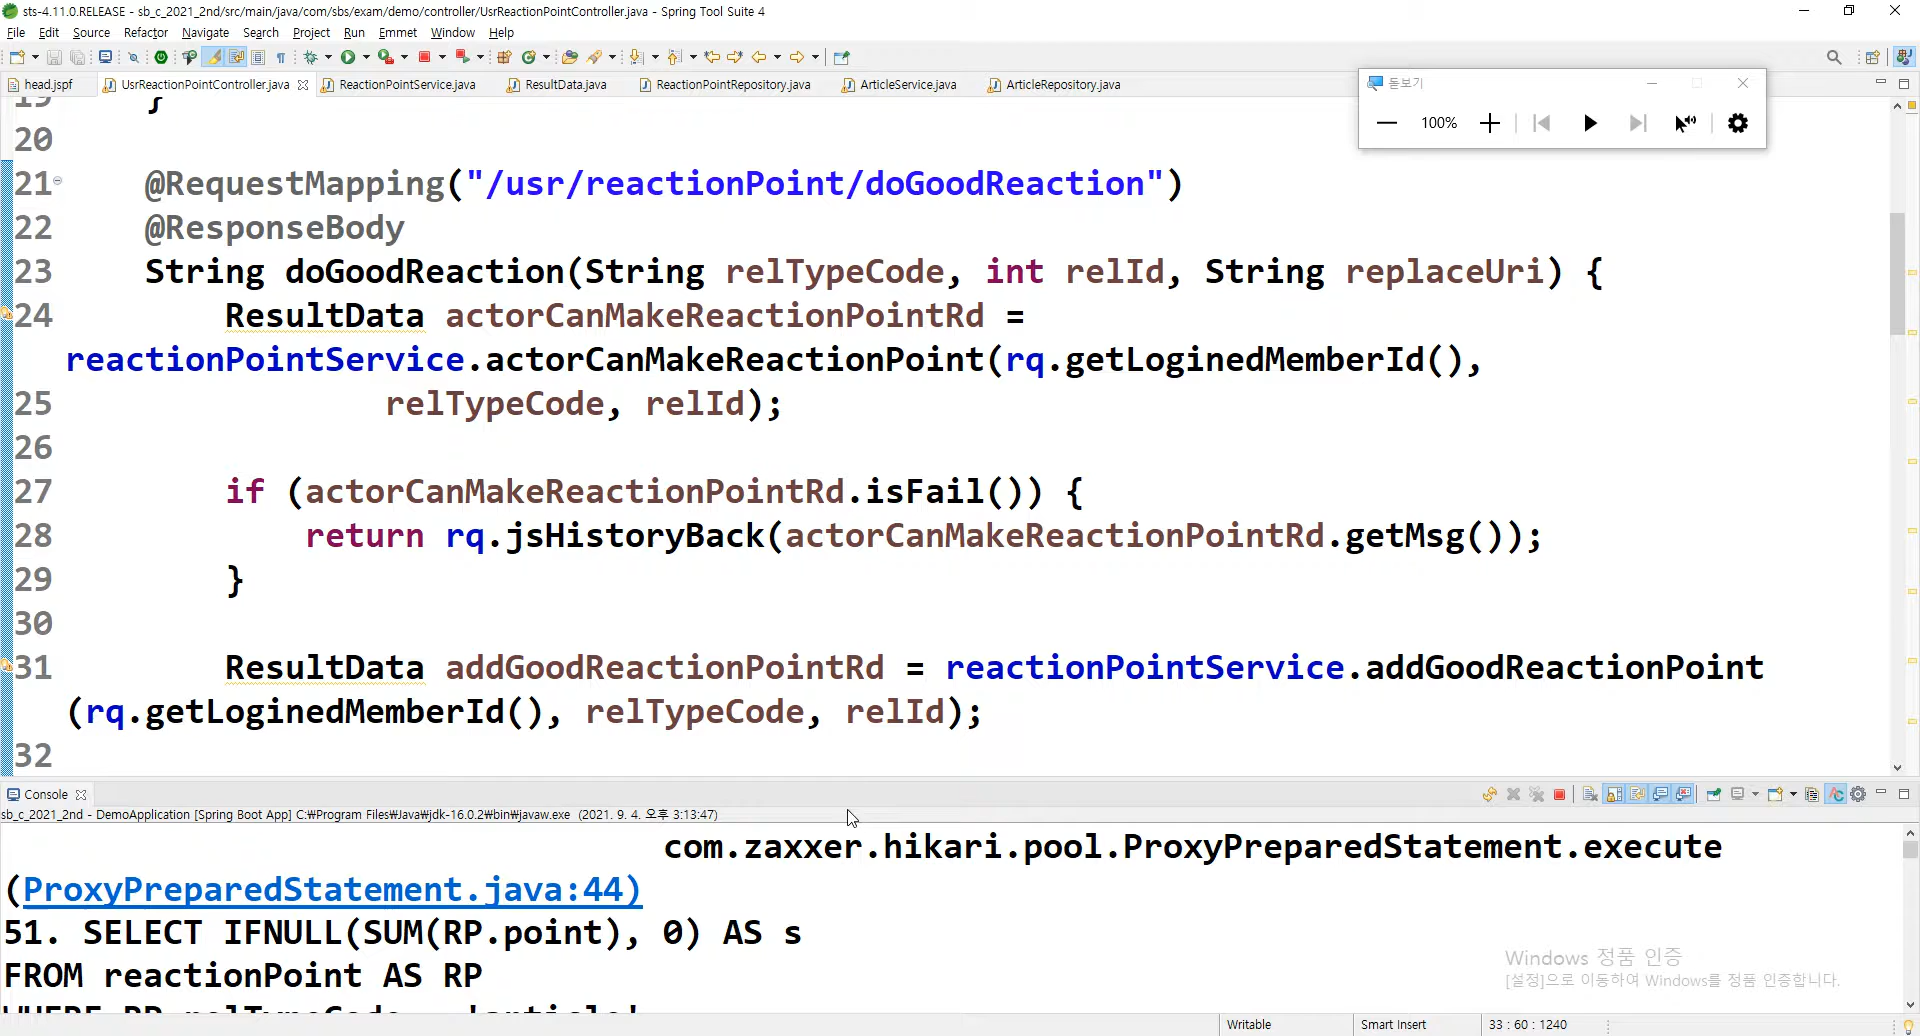 sts-4.11.0.RELEASE - sb_c_2021_2nd/src/main/java/com/sbs/exam/demo/controller/UsrReactionPointController.java - Spring Tool Suite 4
File Edit Source Refactor Navigate Search Project Run Emmet Window Help
head.jspf UsrReactionPointController.java ReactionPointService.java ResultData.java ReactionPointRepository.java ArticleService.java ArticleRepository.java
돋보기
100%
19 }
20
21 @RequestMapping("/usr/reactionPoint/doGoodReaction")
22 @ResponseBody
23 String doGoodReaction(String relTypeCode, int relId, String replaceUri) {
24 ResultData actorCanMakeReactionPointRd =
reactionPointService.actorCanMakeReactionPoint(rq.getLoginedMemberId(),
25 relTypeCode, relId);
26
27 if (actorCanMakeReactionPointRd.isFail()) {
28 return rq.jsHistoryBack(actorCanMakeReactionPointRd.getMsg());
29 }
30
31 ResultData addGoodReactionPointRd = reactionPointService.addGoodReactionPoint
(rq.getLoginedMemberId(), relTypeCode, relId);
32
Console
sb_c_2021_2nd - DemoApplication [Spring Boot App] C:₩Program Files₩Java₩jdk-16.0.2₩bin₩javaw.exe (2021. 9. 4. 오후 3:13:47)
com.zaxxer.hikari.pool.ProxyPreparedStatement.execute
(ProxyPreparedStatement.java:44)
51. SELECT IFNULL(SUM(RP.point), 0) AS s
FROM reactionPoint AS RP
WHERE RP.relTypeCode = 'article'
Windows 정품 인증
[설정]으로 이동하여 Windows를 정품 인증합니다.
Writable Smart Insert 33 : 60 : 1240